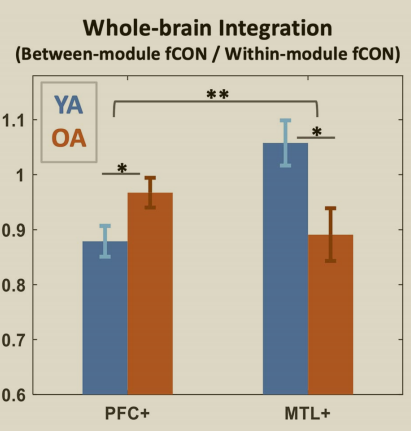 Whole-brain Integration
(Between-module fCON / Within-module fCON)
YA
OA
**
*
*
1.1
1
0.9
0.8
0.7
0.6
PFC+
MTL+